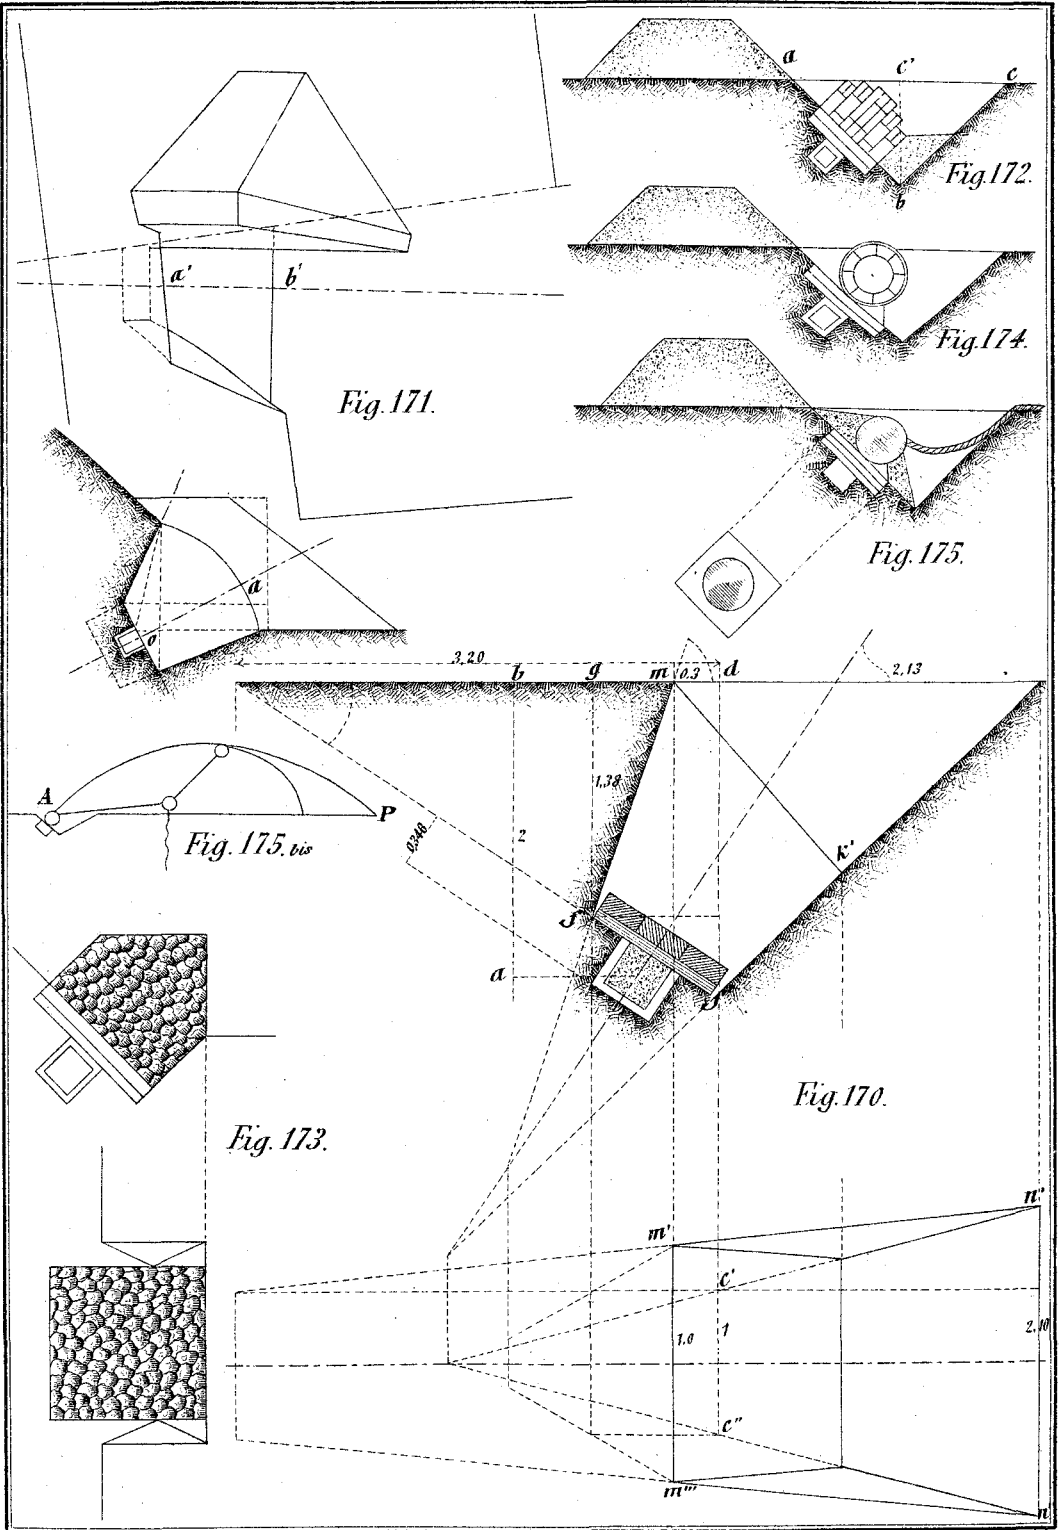 a
c'
c
Fig. 172.
b
a'
b'
Fig. 171.
Fig. 174.
Fig. 175.
a
o
3,20
b
g
m
0.3
d
2,13
1,38
A
P
2
0,348
k'
Fig. 175. bis
a
Fig. 170.
Fig. 173.
n'
m'
c'
1,0
1
2,10
c"
m'''
n